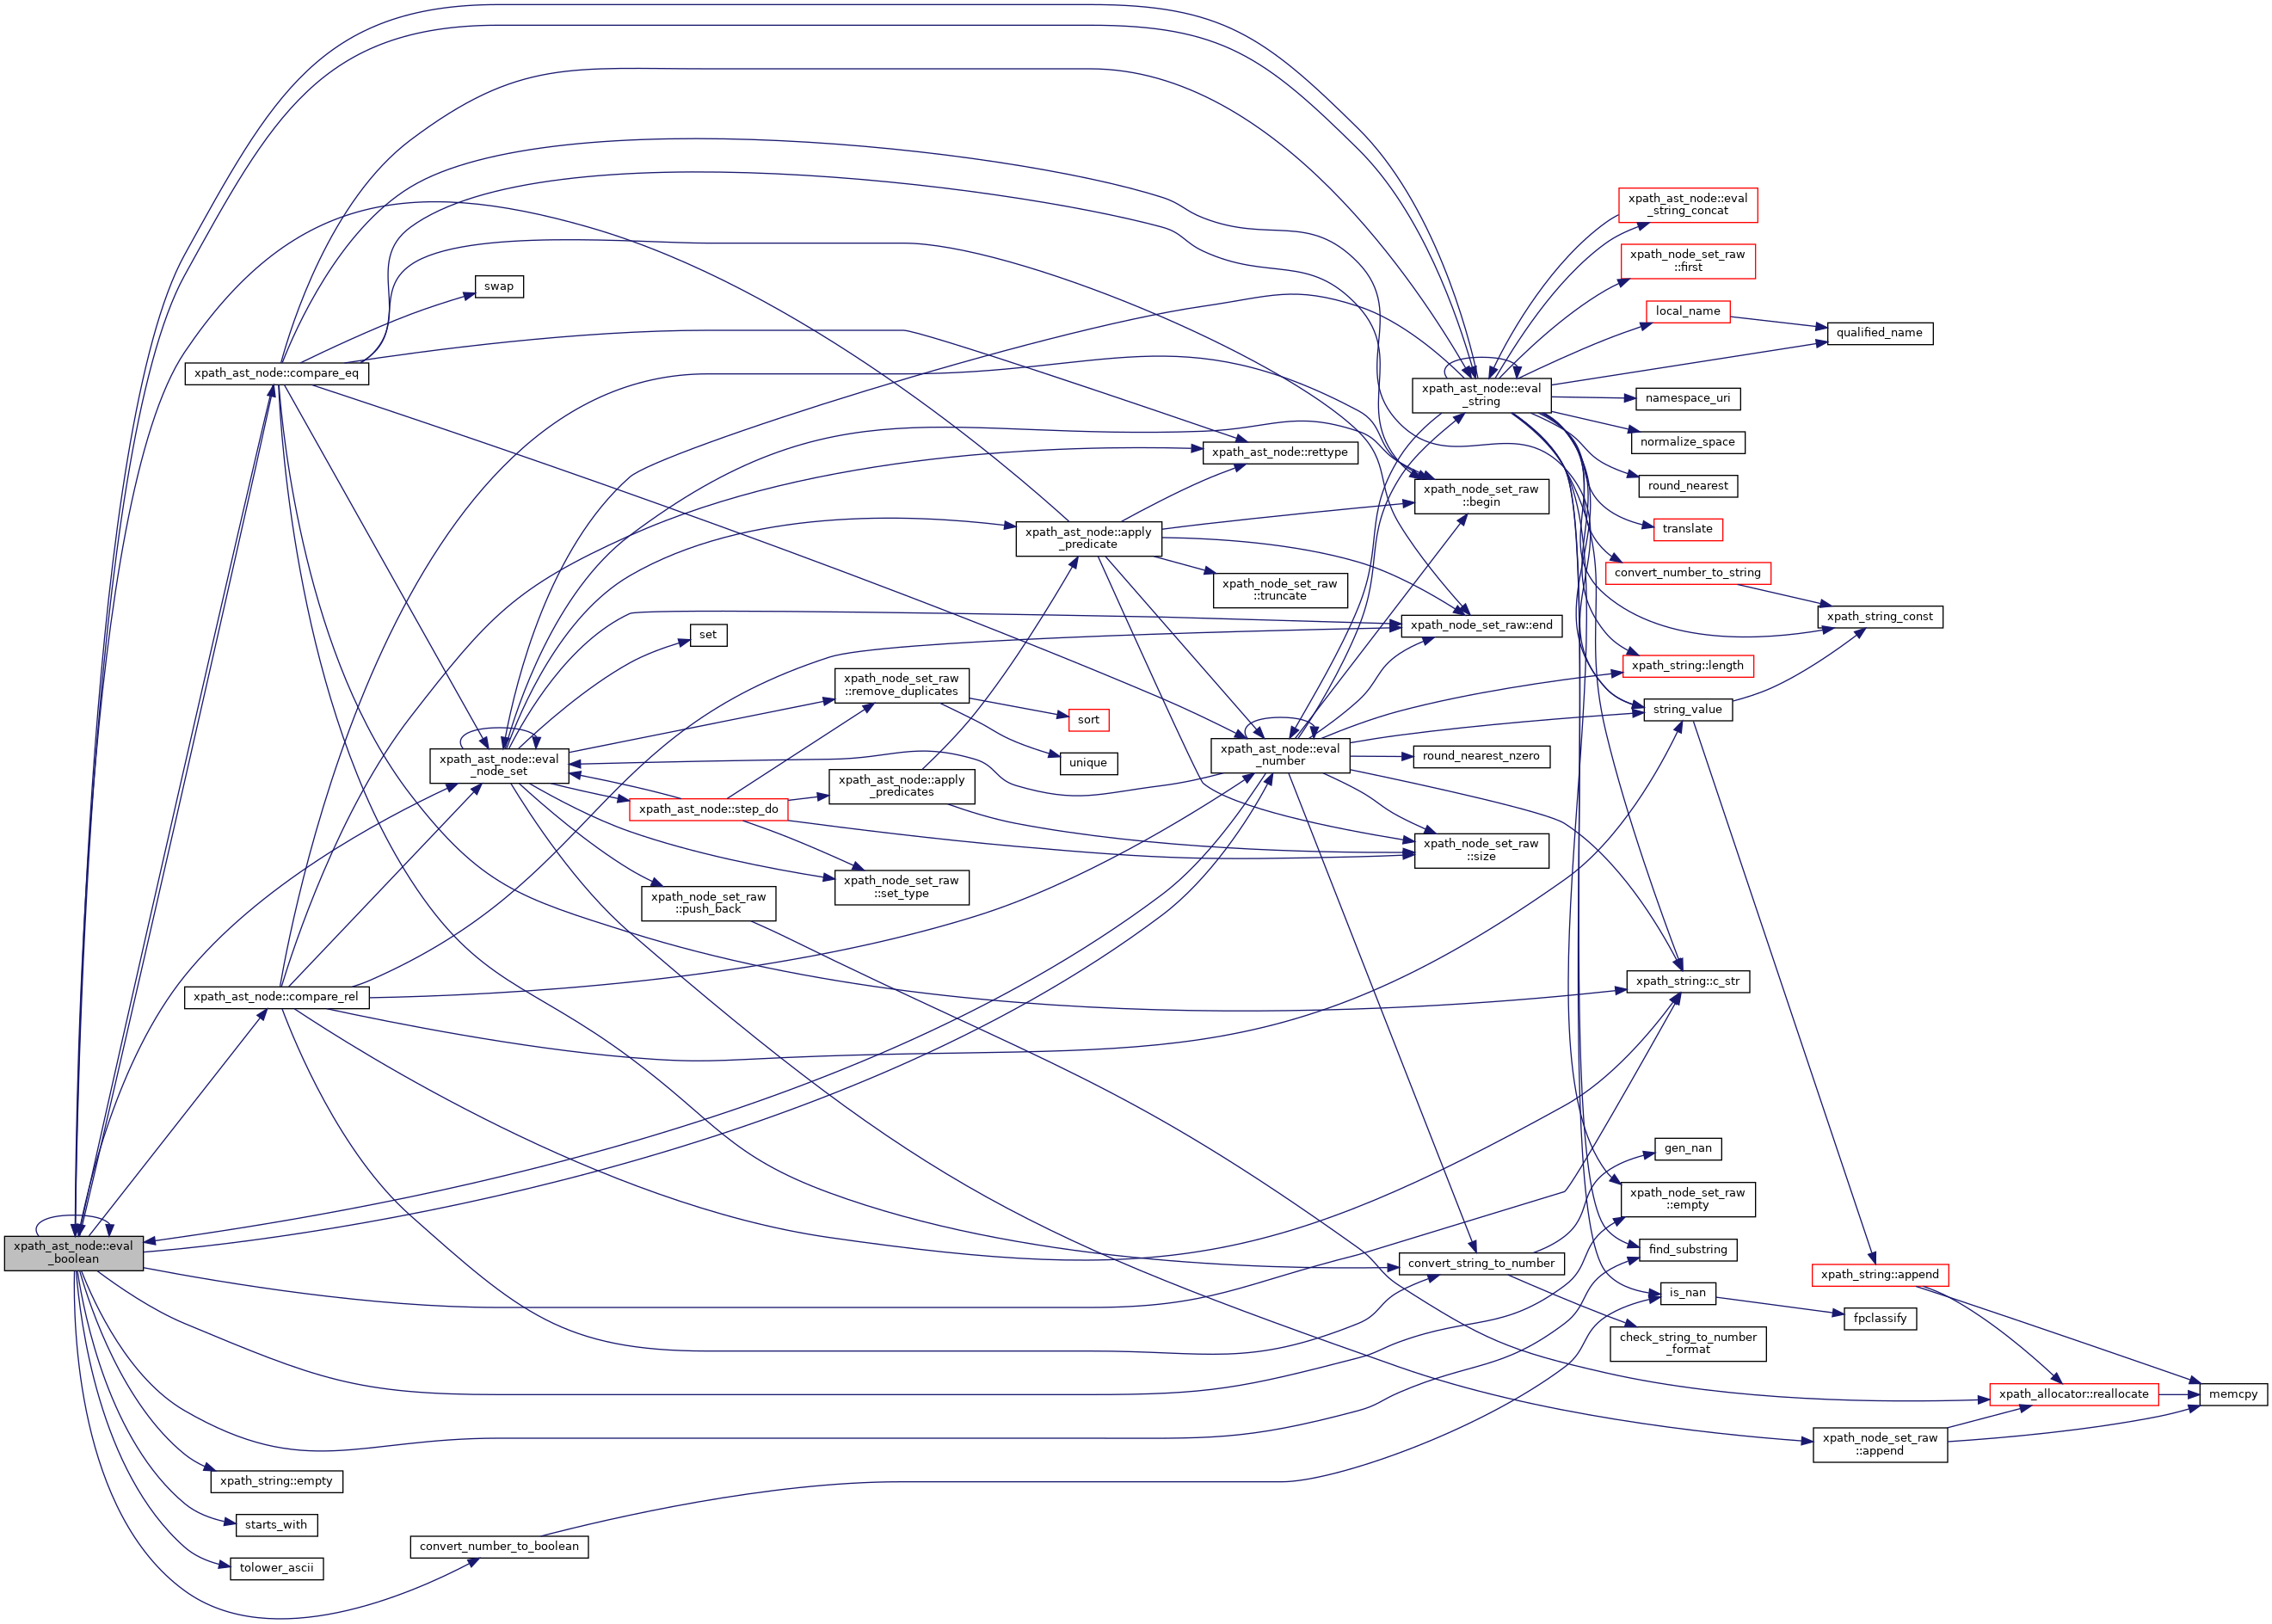 xpath_ast_node::eval
_string_concat
xpath_node_set_raw
::first
swap
local_name
qualified_name
xpath_ast_node::compare_eq
xpath_ast_node::eval
_string
namespace_uri
normalize_space
xpath_ast_node::rettype
round_nearest
xpath_node_set_raw
::begin
translate
xpath_ast_node::apply
_predicate
convert_number_to_string
xpath_node_set_raw
::truncate
xpath_string_const
xpath_node_set_raw::end
set
xpath_string::length
xpath_node_set_raw
::remove_duplicates
string_value
sort
xpath_ast_node::eval
_node_set
xpath_ast_node::eval
_number
round_nearest_nzero
unique
xpath_ast_node::apply
_predicates
xpath_ast_node::step_do
xpath_node_set_raw
::size
xpath_node_set_raw
::set_type
xpath_node_set_raw
::push_back
xpath_string::c_str
xpath_ast_node::compare_rel
gen_nan
xpath_node_set_raw
::empty
xpath_ast_node::eval
_boolean
find_substring
convert_string_to_number
xpath_string::append
is_nan
fpclassify
check_string_to_number
_format
xpath_allocator::reallocate
memcpy
xpath_node_set_raw
::append
xpath_string::empty
starts_with
convert_number_to_boolean
tolower_ascii